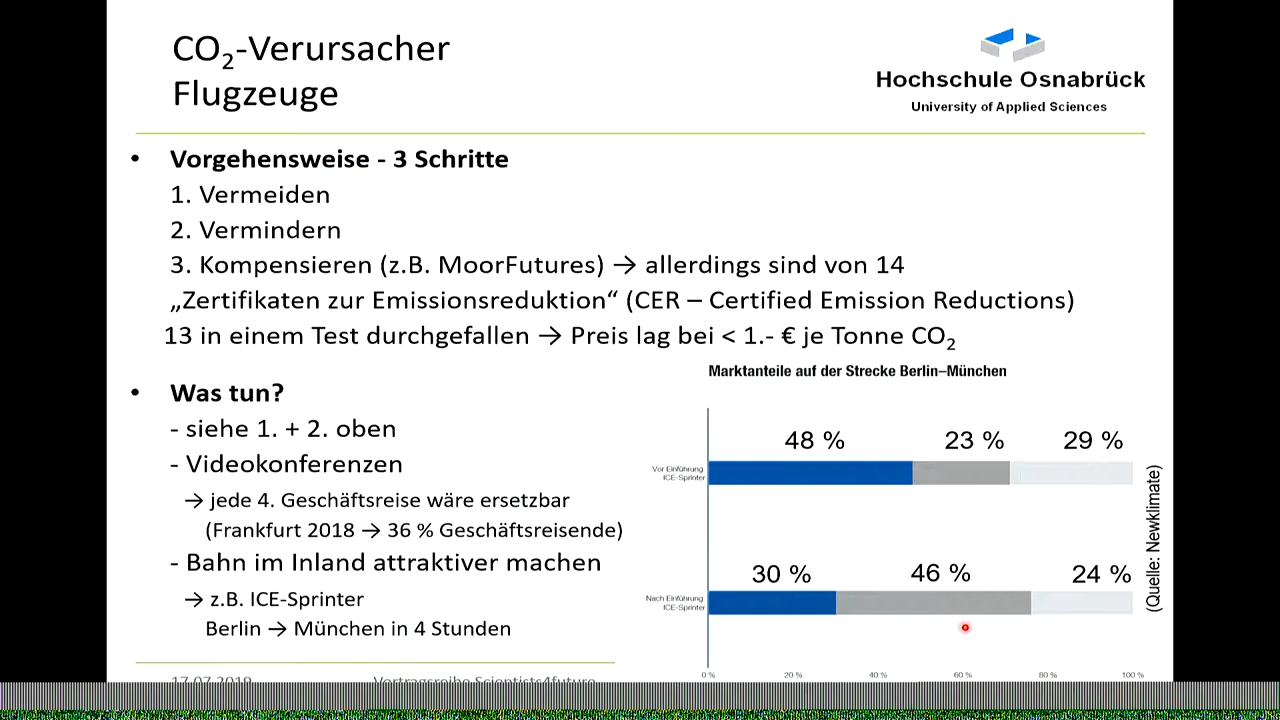 CO₂-Verursacher
Flugzeuge
Hochschule Osnabrück
University of Applied Sciences
• Vorgehensweise - 3 Schritte
1. Vermeiden
2. Vermindern
3. Kompensieren (z.B. MoorFutures) → allerdings sind von 14
„Zertifikaten zur Emissionsreduktion“ (CER – Certified Emission Reductions)
13 in einem Test durchgefallen → Preis lag bei < 1.- € je Tonne CO₂
• Was tun?
- siehe 1. + 2. oben
- Videokonferenzen
→ jede 4. Geschäftsreise wäre ersetzbar
(Frankfurt 2018 → 36 % Geschäftsreisende)
- Bahn im Inland attraktiver machen
→ z.B. ICE-Sprinter
Berlin → München in 4 Stunden
Marktanteile auf der Strecke Berlin–München
48 % 23 % 29 %
Vor Einführung
ICE-Sprinter
30 % 46 % 24 %
Nach Einführung
ICE-Sprinter
0 % 20 % 40 % 60 % 80 % 100 %
(Quelle: Newklimate)
17.07.2019 Vortragsreihe Scientists4future